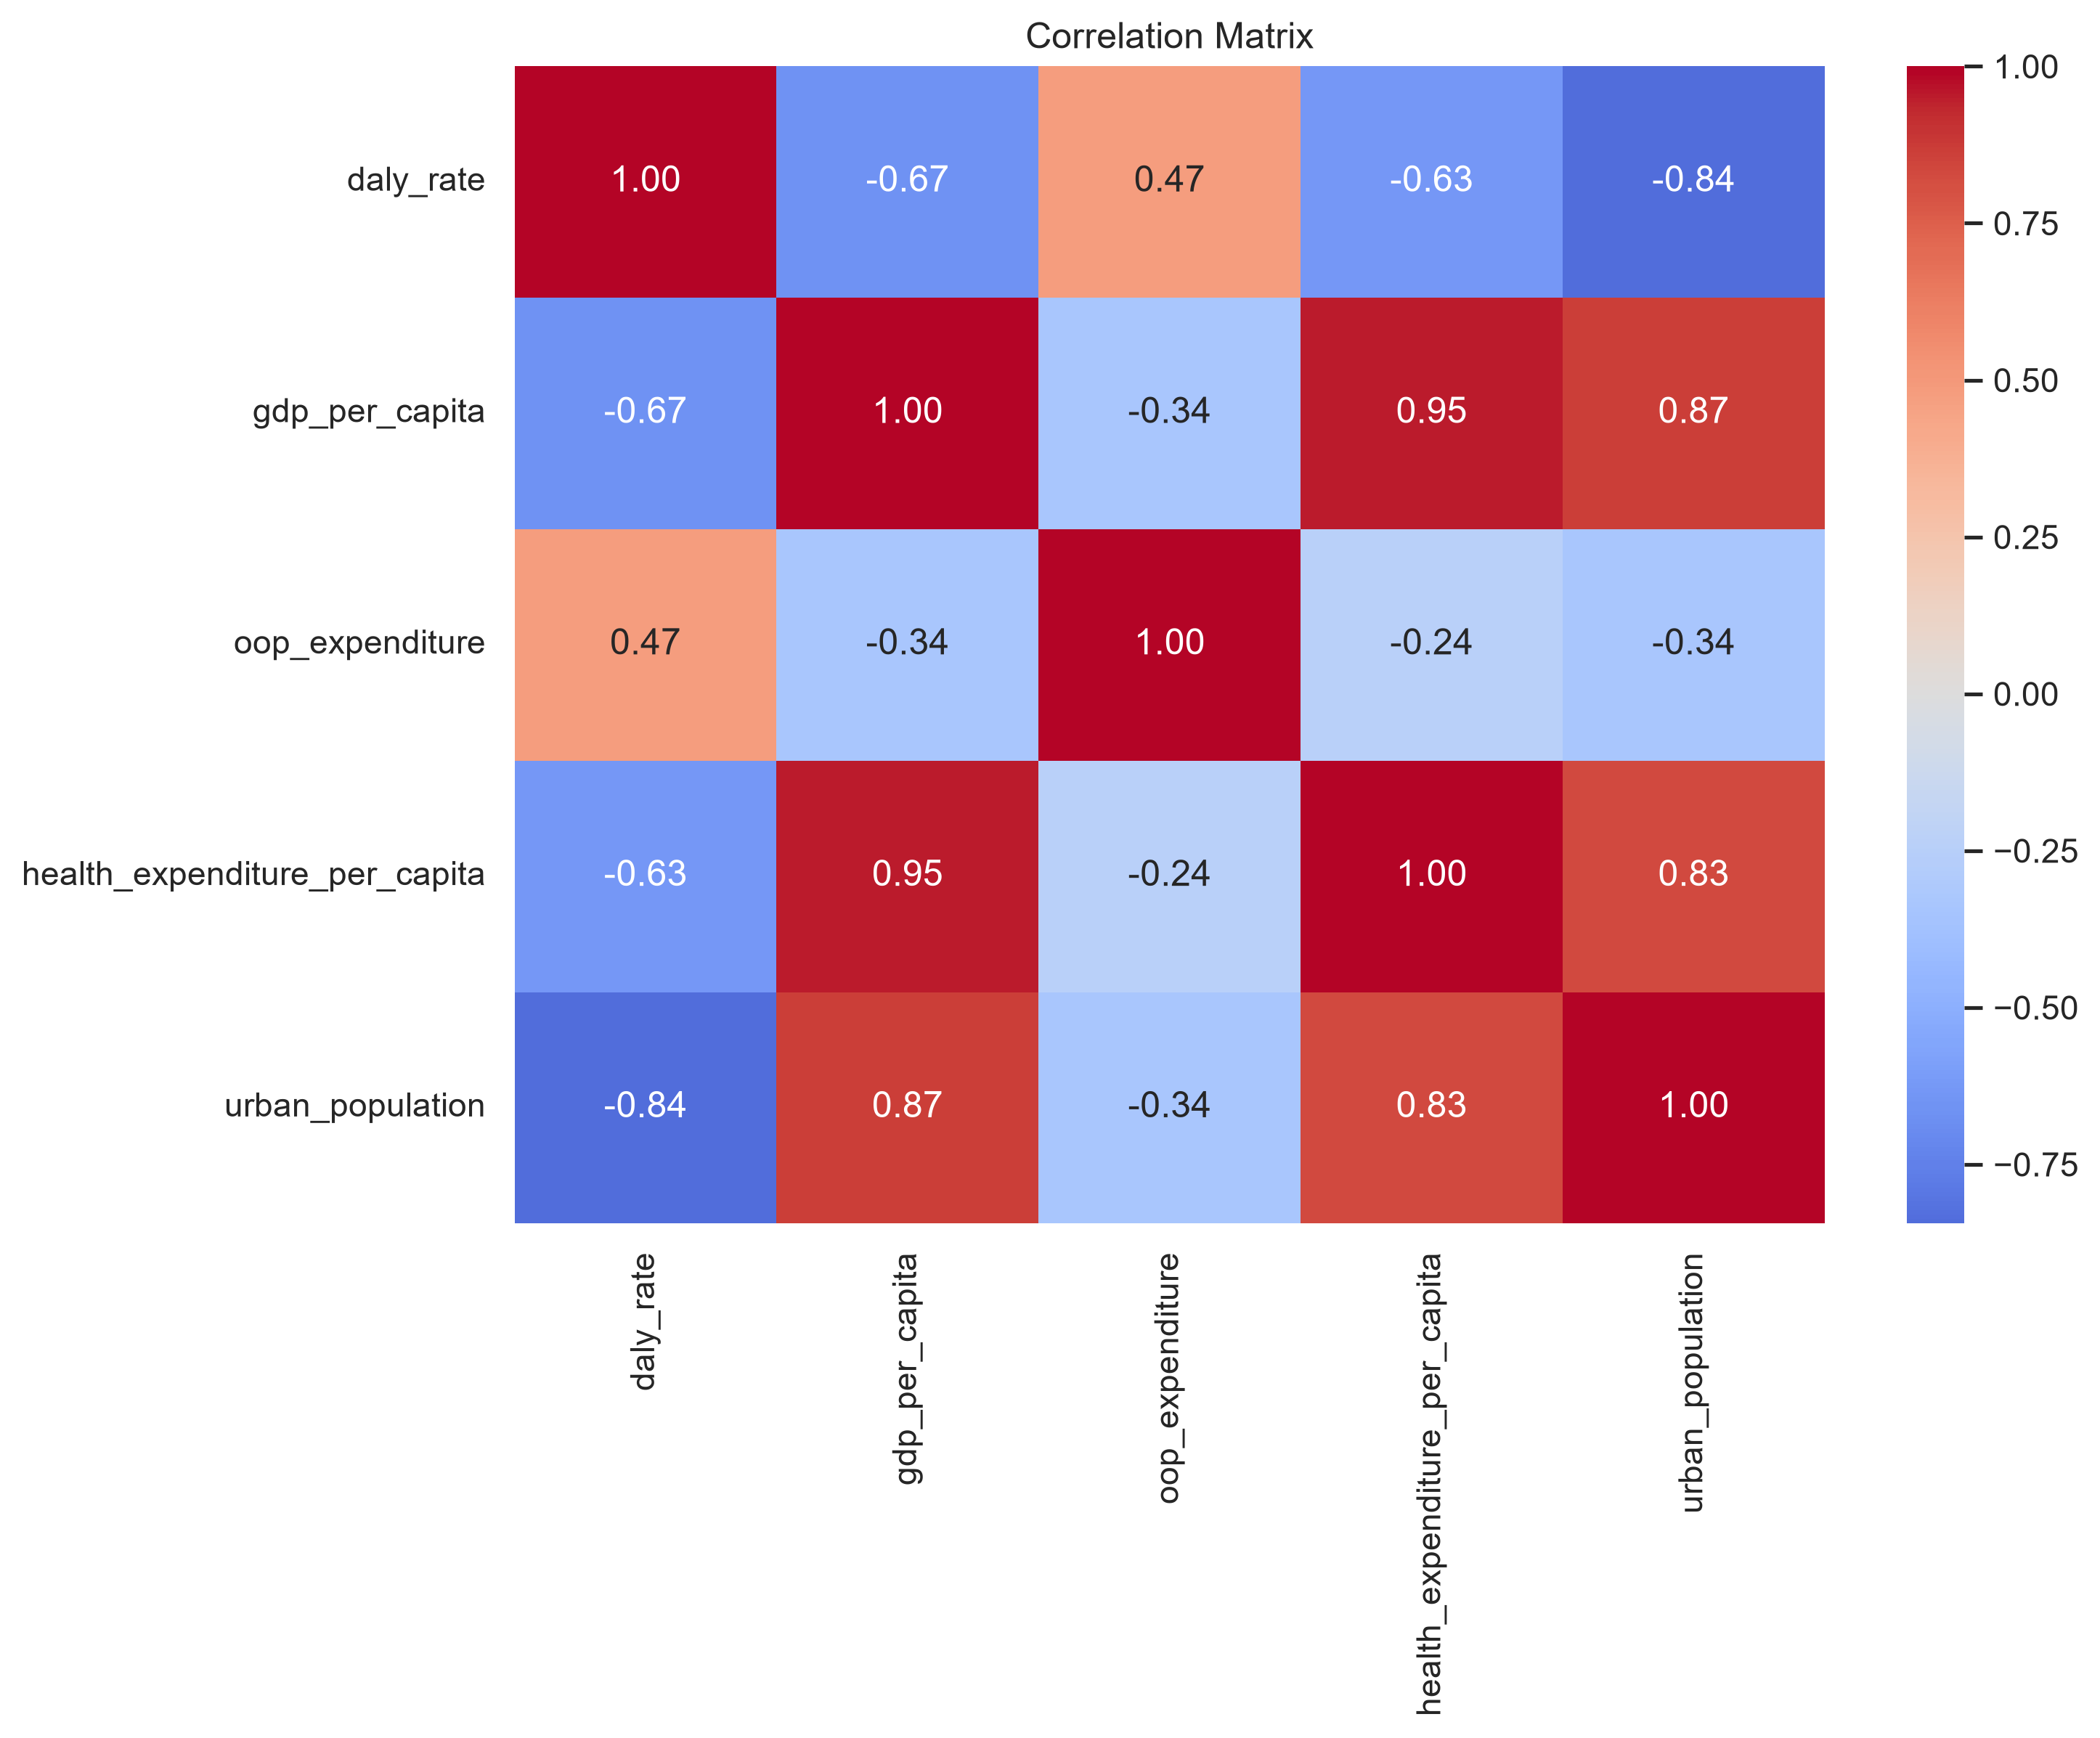 Correlation Matrix
daly_rate 1.00 -0.67 0.47 -0.63 -0.84
gdp_per_capita -0.67 1.00 -0.34 0.95 0.87
oop_expenditure 0.47 -0.34 1.00 -0.24 -0.34
health_expenditure_per_capita -0.63 0.95 -0.24 1.00 0.83
urban_population -0.84 0.87 -0.34 0.83 1.00
daly_rate
gdp_per_capita
oop_expenditure
health_expenditure_per_capita
urban_population
1.00
0.75
0.50
0.25
0.00
−0.25
−0.50
−0.75